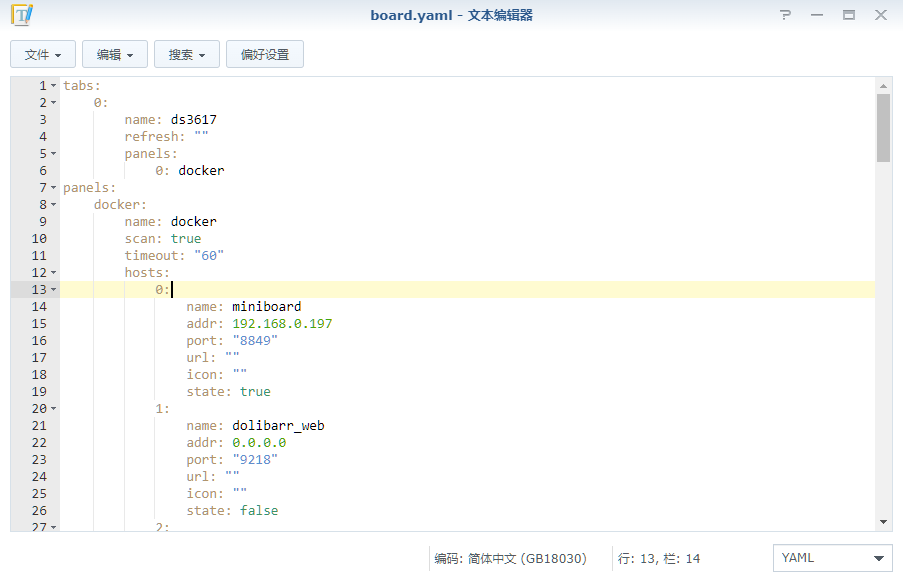 board.yaml - 文本编辑器
文件 编辑 搜索 偏好设置
1 tabs:
2 0:
3 name: ds3617
4 refresh: ""
5 panels:
6 0: docker
7 panels:
8 docker:
9 name: docker
10 scan: true
11 timeout: "60"
12 hosts:
13 0:
14 name: miniboard
15 addr: 192.168.0.197
16 port: "8849"
17 url: ""
18 icon: ""
19 state: true
20 1:
21 name: dolibarr_web
22 addr: 0.0.0.0
23 port: "9218"
24 url: ""
25 icon: ""
26 state: false
27 2:
编码: 简体中文 (GB18030) 行: 13, 栏: 14 YAML